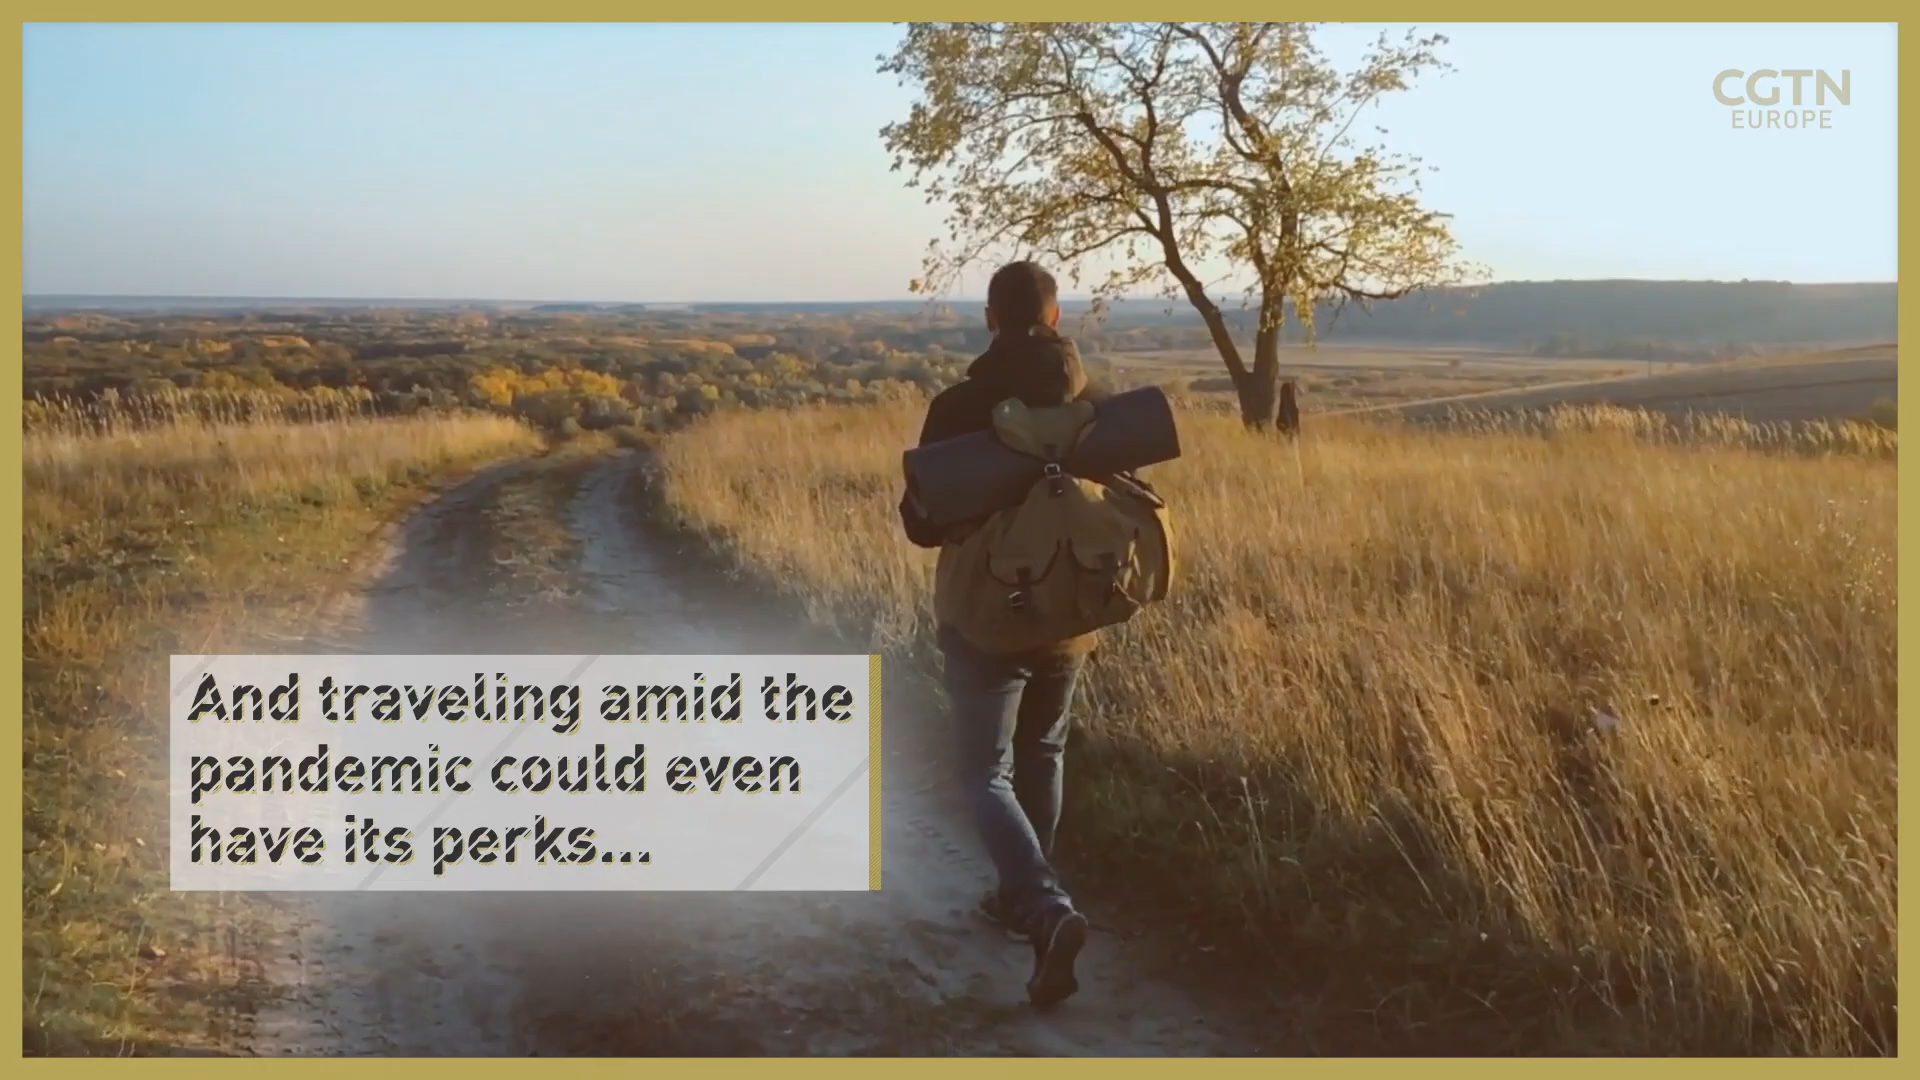 CGTN
EUROPE
And traveling amid the
pandemic could even
have its perks...